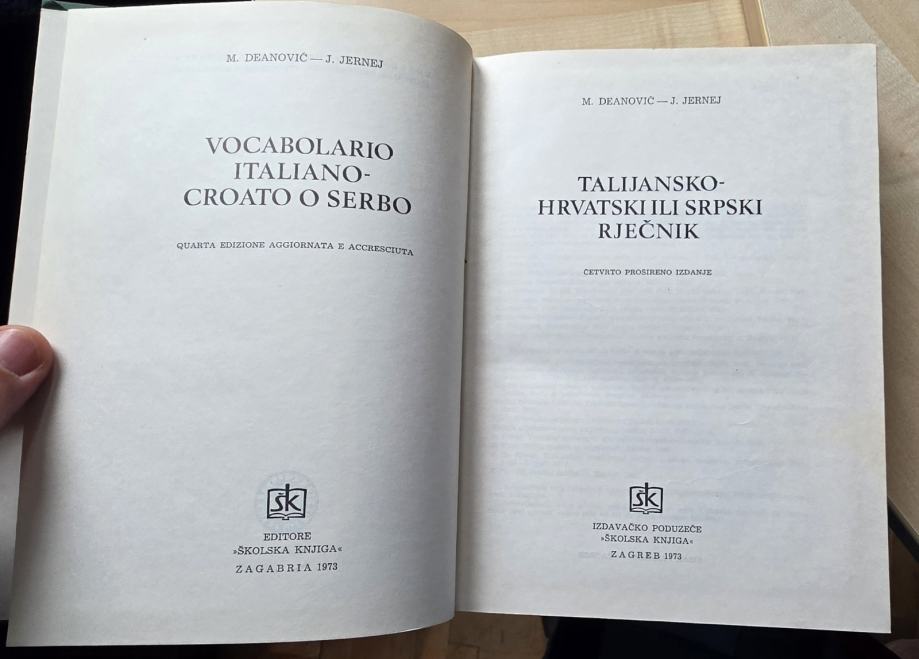 M. DEANOVIĆ — J. JERNEJ
VOCABOLARIO
ITALIANO-
CROATO O SERBO
QUARTA EDIZIONE AGGIORNATA E ACCRESCIUTA
šk
EDITORE
»ŠKOLSKA KNJIGA«
ZAGABRIA 1973
M. DEANOVIĆ — J. JERNEJ
TALIJANSKO-
HRVATSKI ILI SRPSKI
RJEČNIK
ČETVRTO PROŠIRENO IZDANJE
šk
IZDAVAČKO PODUZEĆE
»ŠKOLSKA KNJIGA«
ZAGREB 1973